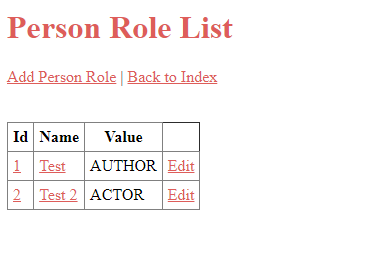 Person Role List
Add Person Role | Back to Index
Id Name Value
1 Test AUTHOR Edit
2 Test 2 ACTOR Edit